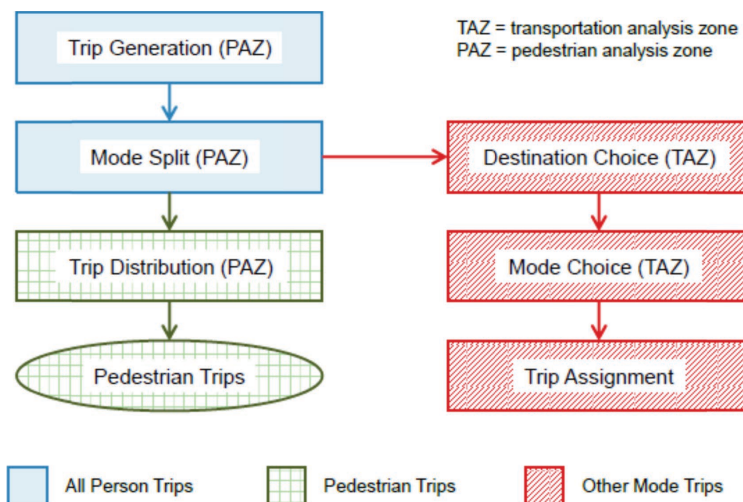 Trip Generation (PAZ)
TAZ = transportation analysis zone
PAZ = pedestrian analysis zone
Mode Split (PAZ)
Destination Choice (TAZ)
Trip Distribution (PAZ)
Mode Choice (TAZ)
Pedestrian Trips
Trip Assignment
All Person Trips
Pedestrian Trips
Other Mode Trips